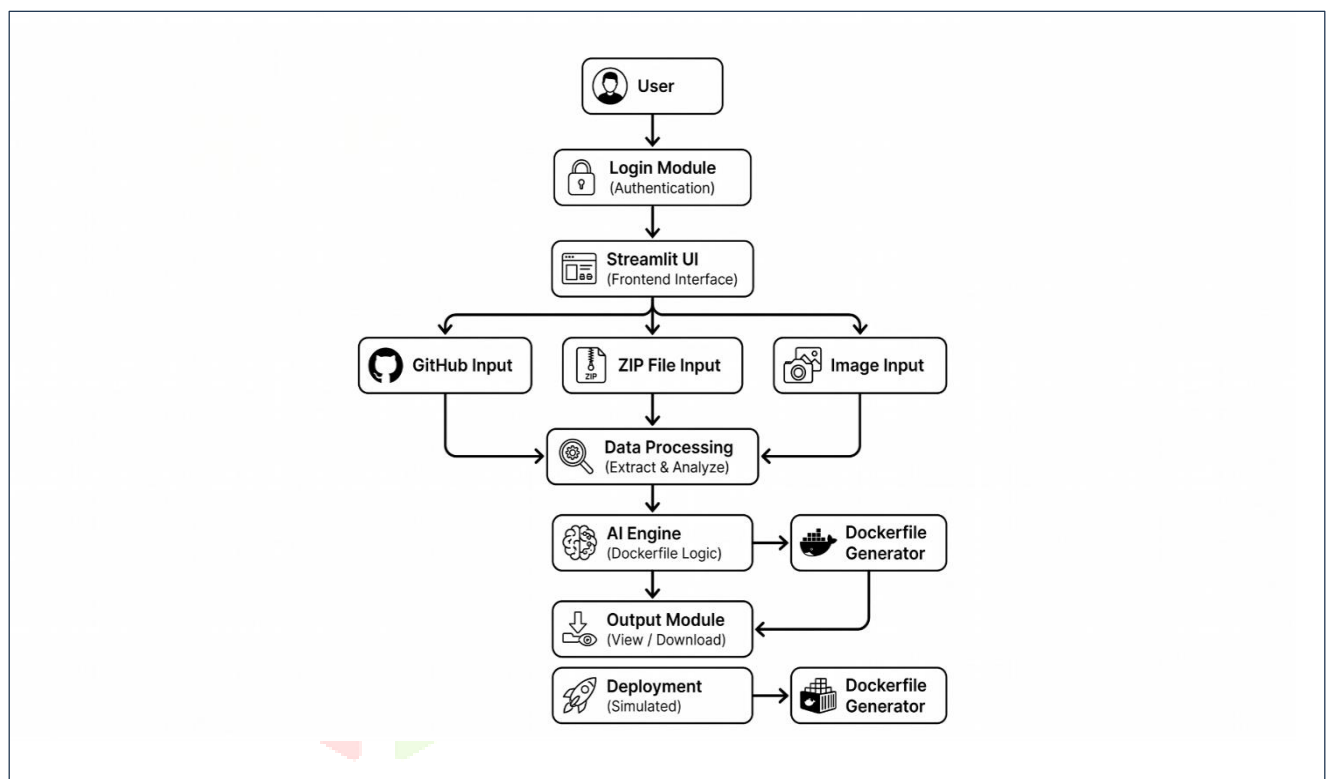 User
Login Module
(Authentication)
Streamlit UI
(Frontend Interface)
GitHub Input
ZIP
ZIP File Input
Image Input
Data Processing
(Extract & Analyze)
AI Engine
(Dockerfile Logic)
Dockerfile
Generator
Output Module
(View / Download)
Deployment
(Simulated)
Dockerfile
Generator